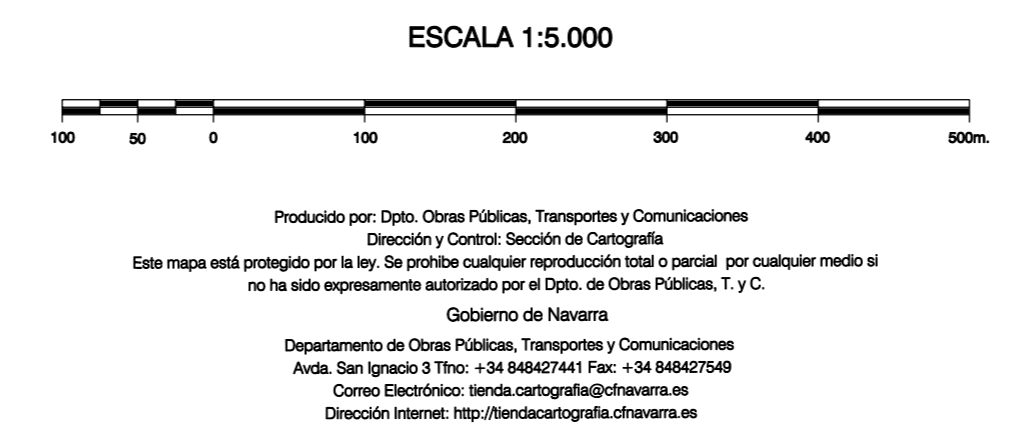 ESCALA 1:5.000
100 50 0 100 200 300 400 500m.
Producido por: Dpto. Obras Públicas, Transportes y Comunicaciones
Dirección y Control: Sección de Cartografía
Este mapa está protegido por la ley. Se prohibe cualquier reproducción total o parcial por cualquier medio si
no ha sido expresamente autorizado por el Dpto. de Obras Públicas, T. y C.
Gobierno de Navarra
Departamento de Obras Públicas, Transportes y Comunicaciones
Avda. San Ignacio 3 Tfno: +34 848427441 Fax: +34 848427549
Correo Electrónico: tienda.cartografia@cfnavarra.es
Dirección Internet: http://tiendacartografia.cfnavarra.es